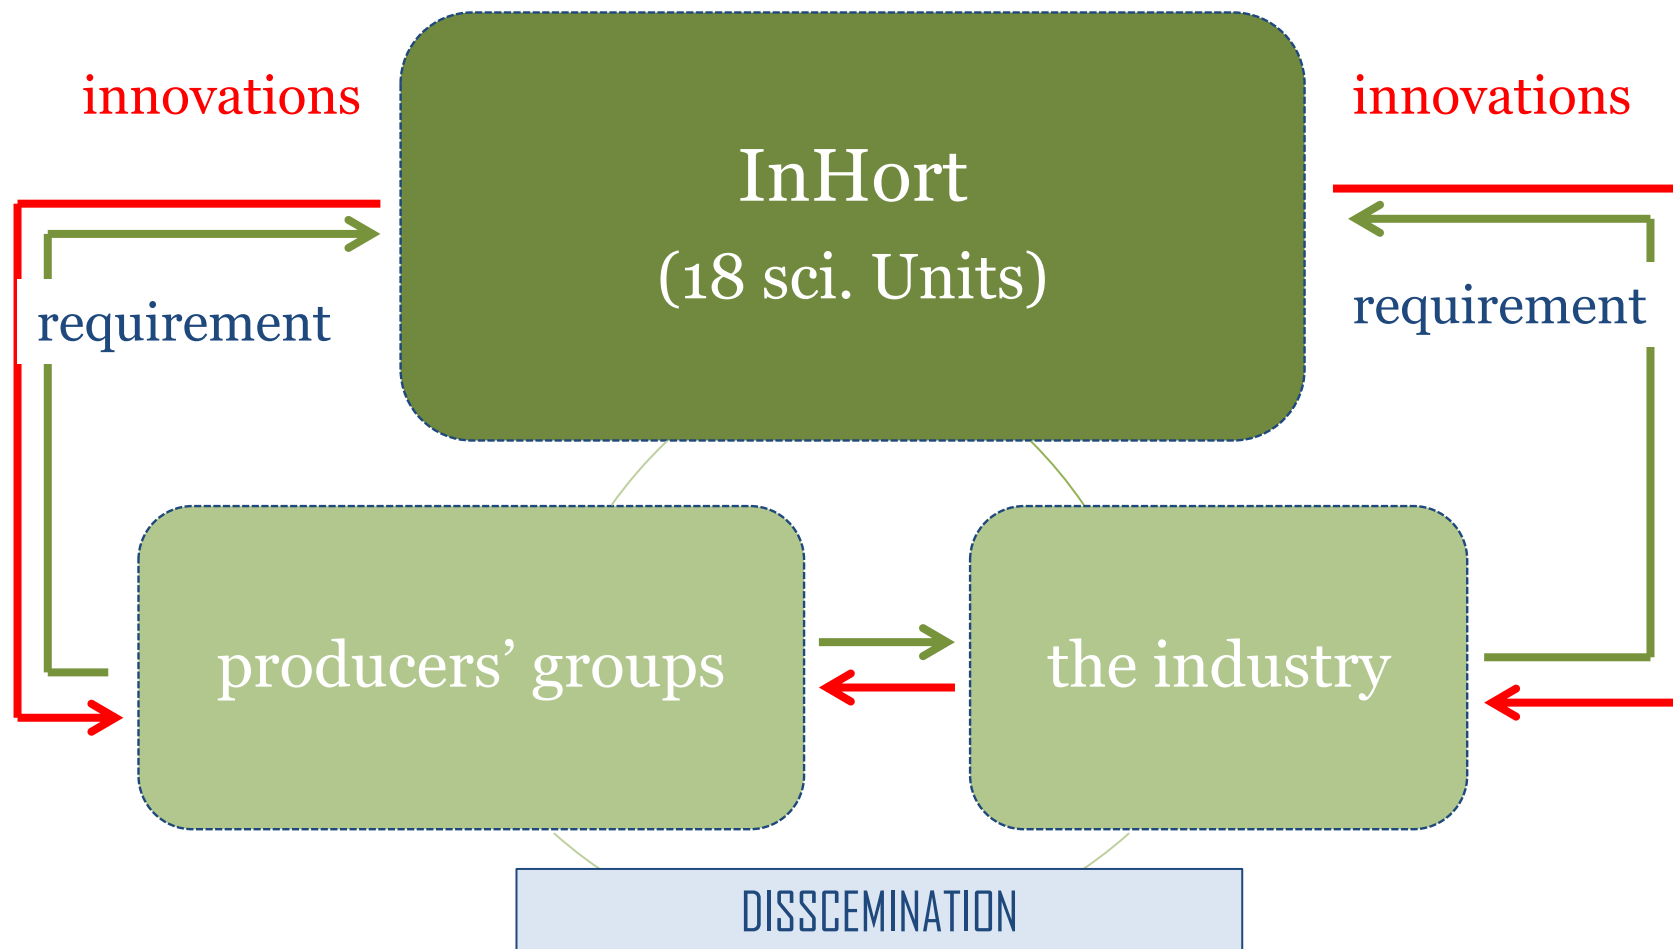 innovations
innovations
InHort
(18 sci. Units)
requirement
requirement
producers’ groups
the industry
DISSCEMINATION